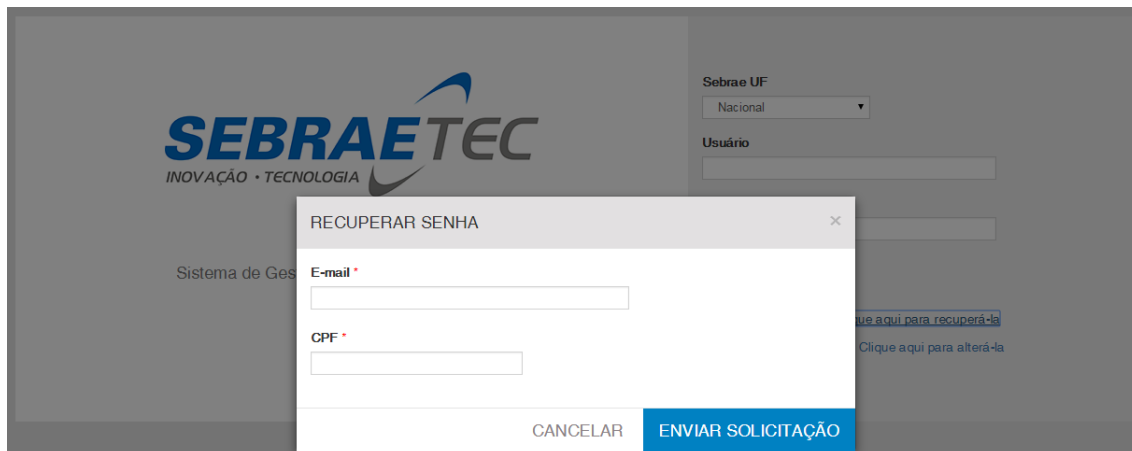 SEBRAETEC
INOVAÇÃO · TECNOLOGIA
Sistema de Ges
Sebrae UF
Nacional
Usuário
que aqui para recuperá-la
Clique aqui para alterá-la
RECUPERAR SENHA ×
E-mail *
CPF *
CANCELAR
ENVIAR SOLICITAÇÃO